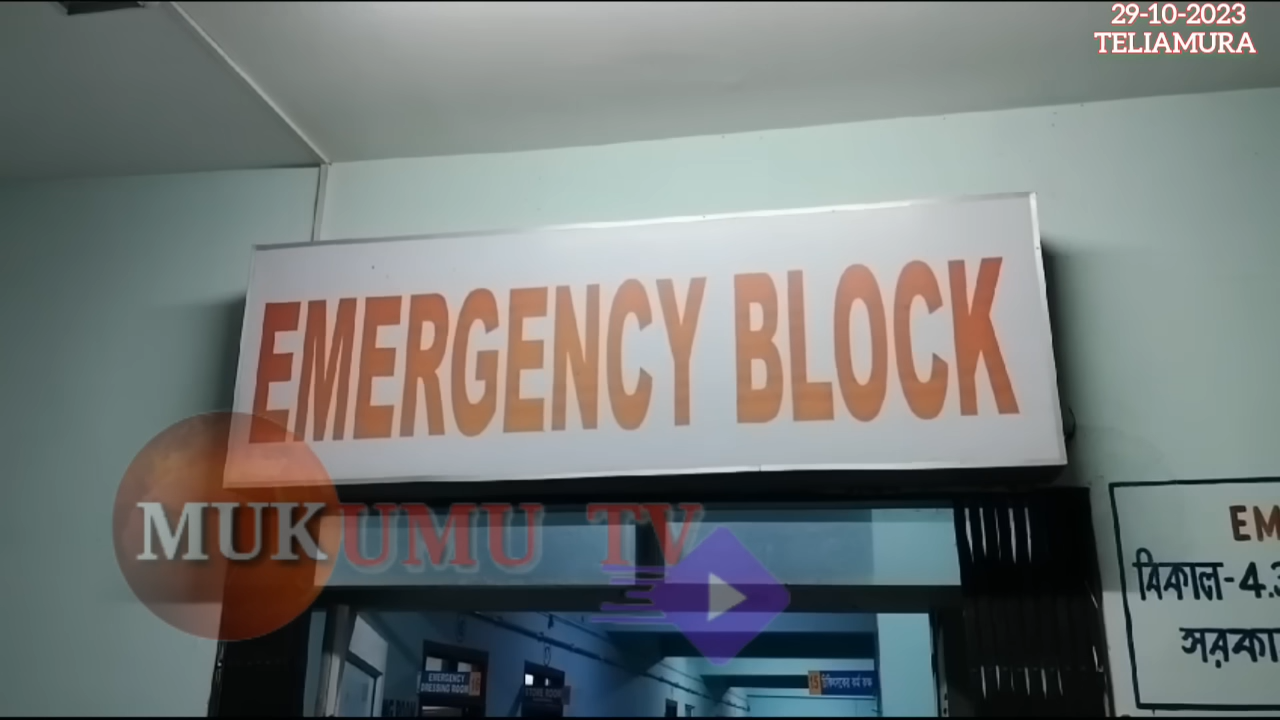 29-10-2023
TELIAMURA
EMERGENCY BLOCK
MUKUMU TV
EM
বিকাল-4.3
সরকা
EMERGENCY
DRESSING ROOM
STORE ROOM